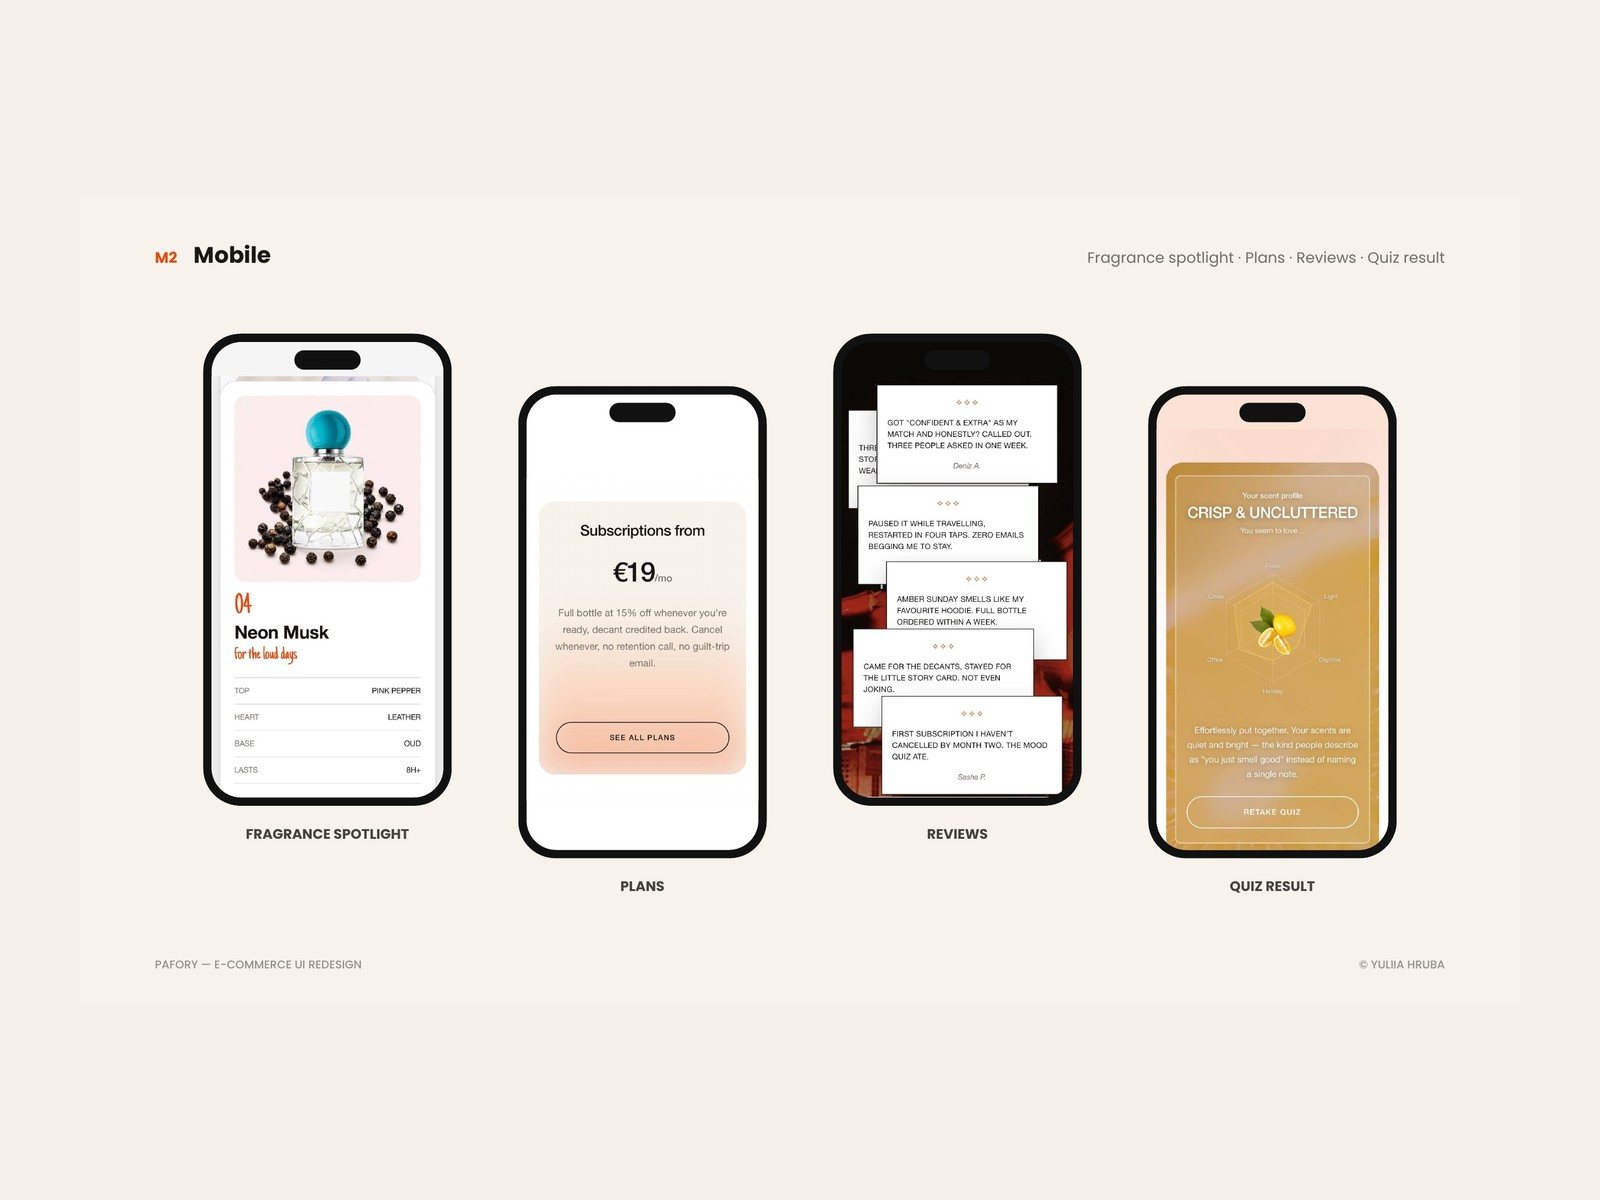 M2 Mobile
Fragrance spotlight · Plans · Reviews · Quiz result
04
Neon Musk
for the loud days
TOP PINK PEPPER
HEART LEATHER
BASE OUD
LASTS 8H+
FRAGRANCE SPOTLIGHT
Subscriptions from
€19/mo
Full bottle at 15% off whenever you're
ready, decant credited back. Cancel
whenever, no retention call, no guilt-trip
email.
SEE ALL PLANS
PLANS
GOT "CONFIDENT & EXTRA" AS MY
MATCH AND HONESTLY? CALLED OUT.
THREE PEOPLE ASKED IN ONE WEEK.
Deniz A.
PAUSED IT WHILE TRAVELLING,
RESTARTED IN FOUR TAPS. ZERO EMAILS
BEGGING ME TO STAY.
AMBER SUNDAY SMELLS LIKE MY
FAVOURITE HOODIE. FULL BOTTLE
ORDERED WITHIN A WEEK.
CAME FOR THE DECANTS, STAYED FOR
THE LITTLE STORY CARD. NOT EVEN
JOKING.
FIRST SUBSCRIPTION I HAVEN'T
CANCELLED BY MONTH TWO. THE MOOD
QUIZ ATE.
Sasha P.
REVIEWS
Your scent profile
CRISP & UNCLUTTERED
You seem to love...
Fresh
Citrus
Light
Office
Daytime
Holiday
Effortlessly put together. Your scents are
quiet and bright — the kind people describe
as "you just smell good" instead of naming
a single note.
RETAKE QUIZ
QUIZ RESULT
PAFORY — E-COMMERCE UI REDESIGN
© YULIIA HRUBA